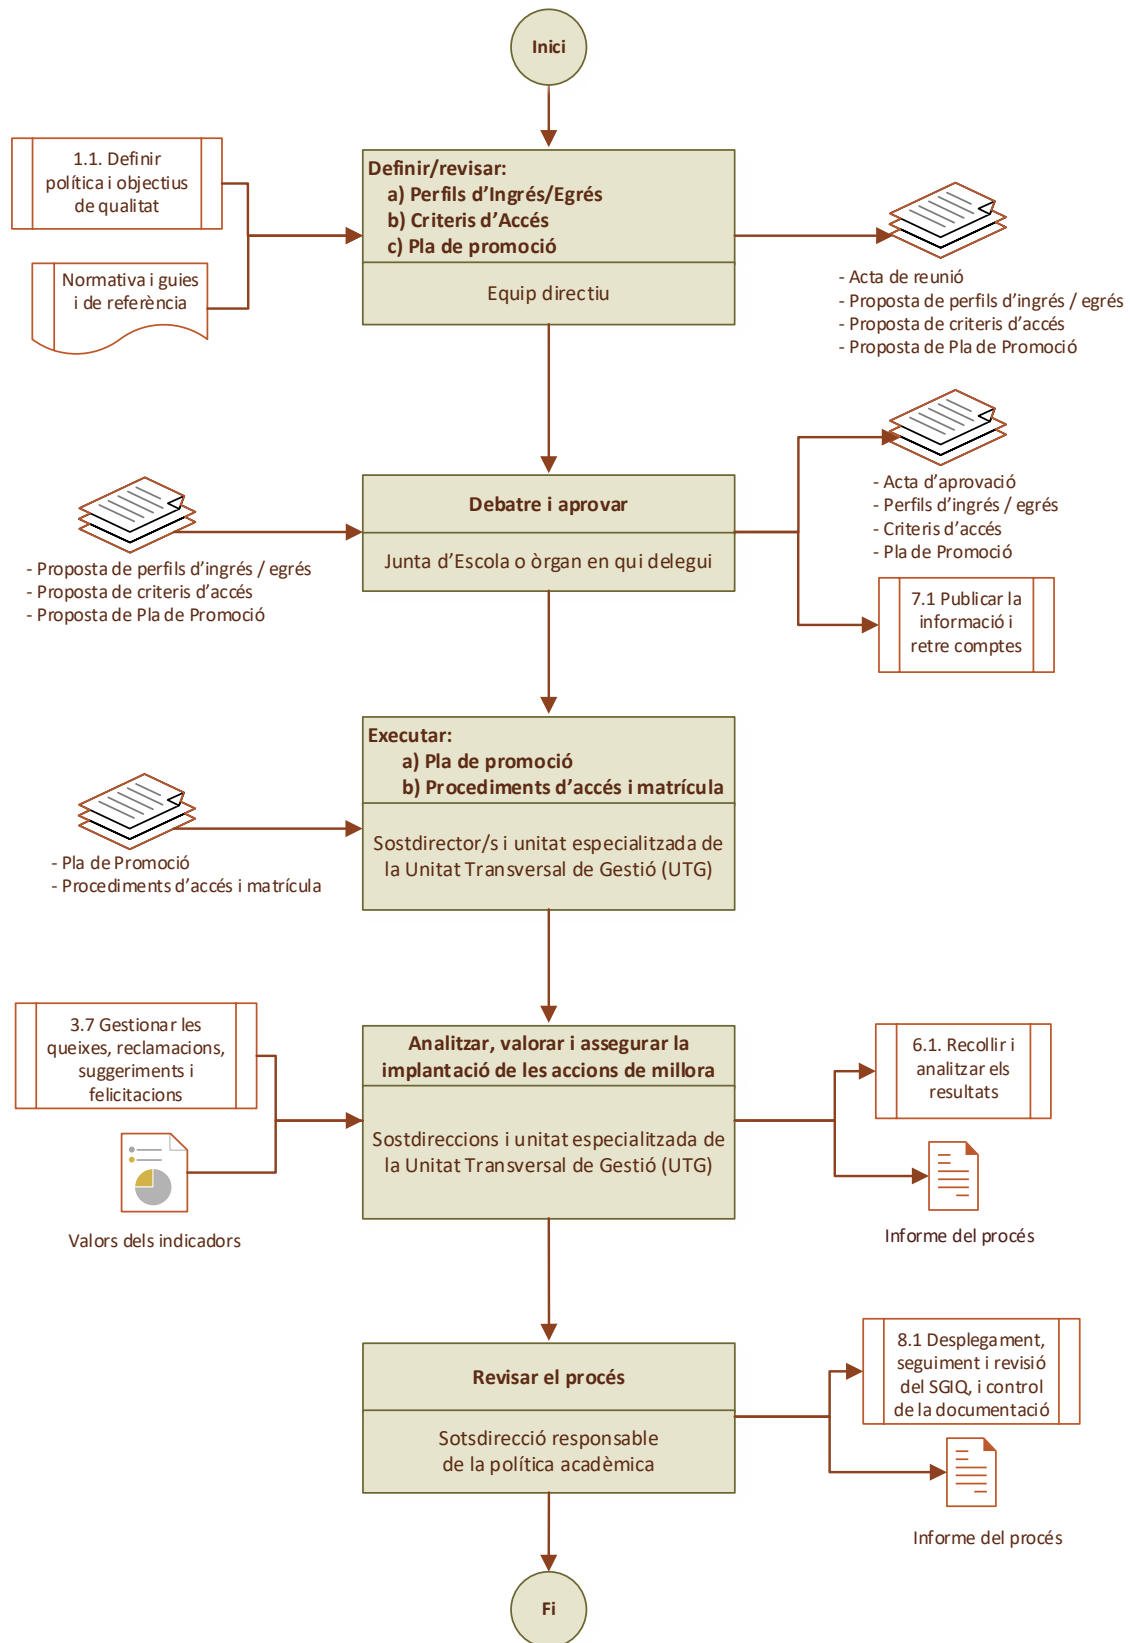 Inici
1.1. Definir
política i objectius
de qualitat
Normativa i guies
i de referència
Definir/revisar:
a) Perfils d’Ingrés/Egrés
b) Criteris d’Accés
c) Pla de promoció
Equip directiu
- Acta de reunió
- Proposta de perfils d’ingrés / egrés
- Proposta de criteris d’accés
- Proposta de Pla de Promoció
- Proposta de perfils d’ingrés / egrés
- Proposta de criteris d’accés
- Proposta de Pla de Promoció
Debatre i aprovar
Junta d’Escola o òrgan en qui delegui
- Acta d’aprovació
- Perfils d’ingrés / egrés
- Criteris d’accés
- Pla de Promoció
7.1 Publicar la
informació i
retre comptes
- Pla de Promoció
- Procediments d’accés i matrícula
Executar:
a) Pla de promoció
b) Procediments d’accés i matrícula
Sostdirector/s i unitat especialitzada de
la Unitat Transversal de Gestió (UTG)
3.7 Gestionar les
queixes, reclamacions,
suggeriments i
felicitacions
Valors dels indicadors
Analitzar, valorar i assegurar la
implantació de les accions de millora
Sostdireccions i unitat especialitzada de
la Unitat Transversal de Gestió (UTG)
6.1. Recollir i
analitzar els
resultats
Informe del procés
Revisar el procés
Sotsdirecció responsable
de la política acadèmica
8.1 Desplegament,
seguiment i revisió
del SGIQ, i control
de la documentació
Informe del procés
Fi